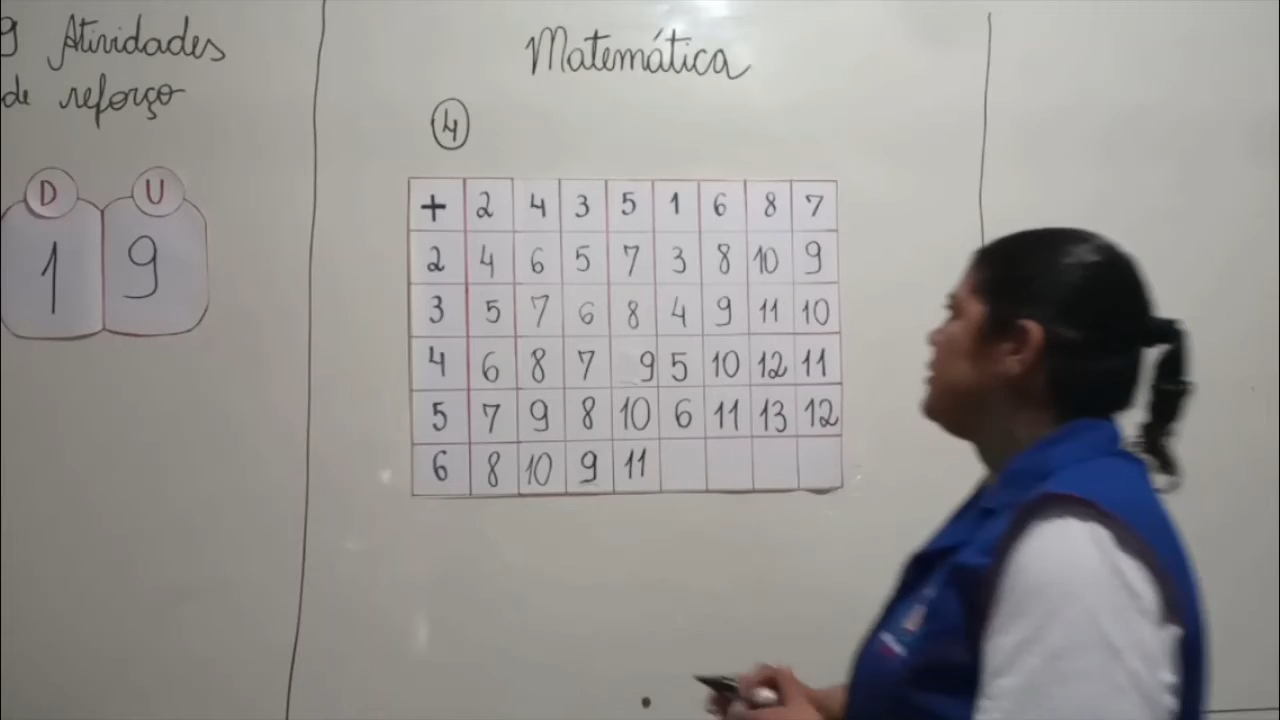 9 Atividades
de reforço
D U
1 9
Matemática
4
+ 2 4 3 5 1 6 8 7
2 4 6 5 7 3 8 10 9
3 5 7 6 8 4 9 11 10
4 6 8 7 9 5 10 12 11
5 7 9 8 10 6 11 13 12
6 8 10 9 11